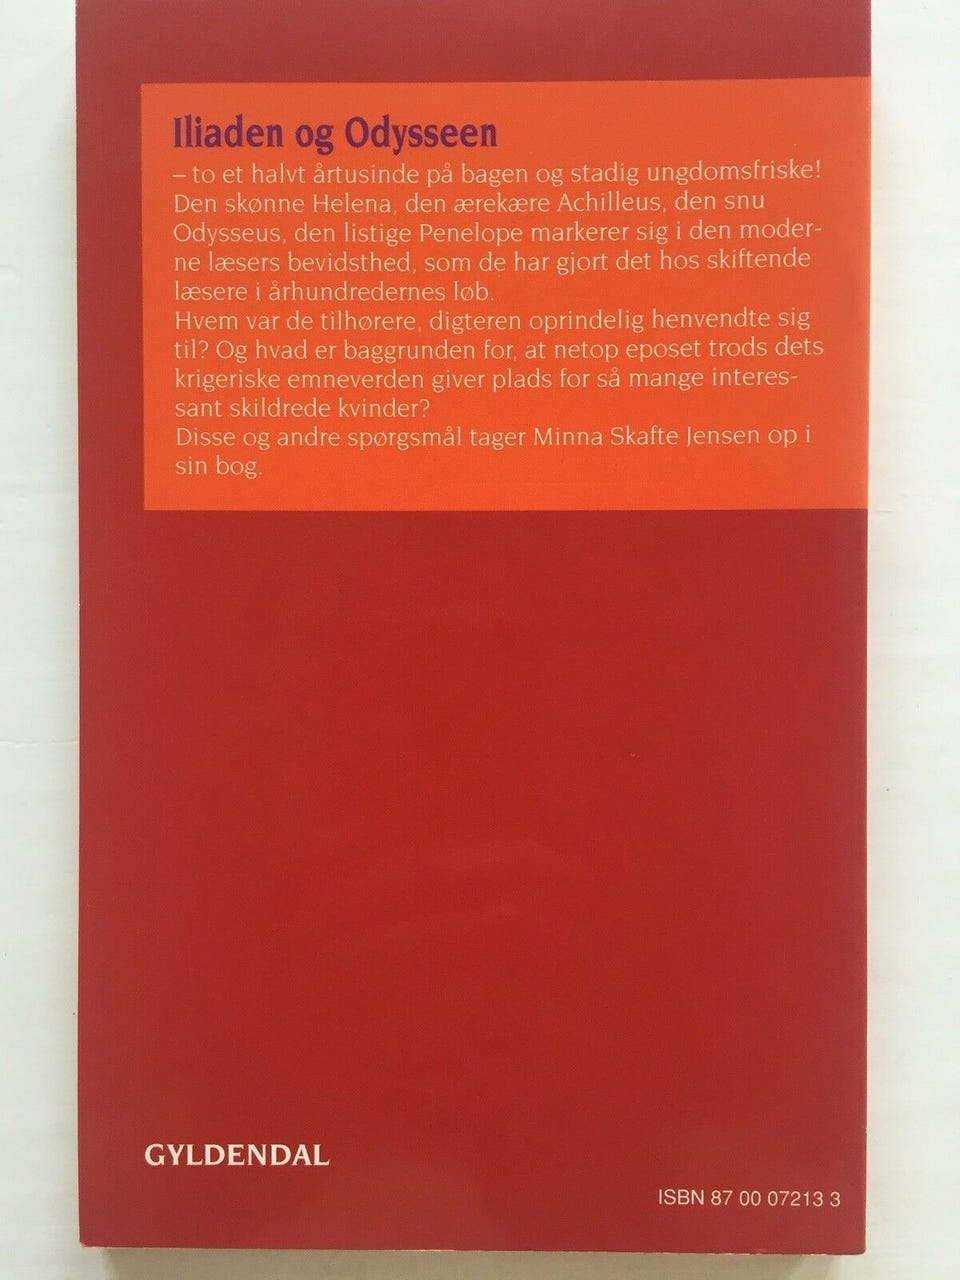 Iliaden og Odysseen
– to et halvt årtusinde på bagen og stadig ungdomsfriske!
Den skønne Helena, den ærekære Achilleus, den snu
Odysseus, den listige Penelope markerer sig i den moder-
ne læsers bevidsthed, som de har gjort det hos skiftende
læsere i århundredernes løb.
Hvem var de tilhørere, digteren oprindelig henvendte sig
til? Og hvad er baggrunden for, at netop eposet trods dets
krigeriske emneverden giver plads for så mange interes-
sant skildrede kvinder?
Disse og andre spørgsmål tager Minna Skafte Jensen op i
sin bog.
GYLDENDAL
ISBN 87 00 07213 3